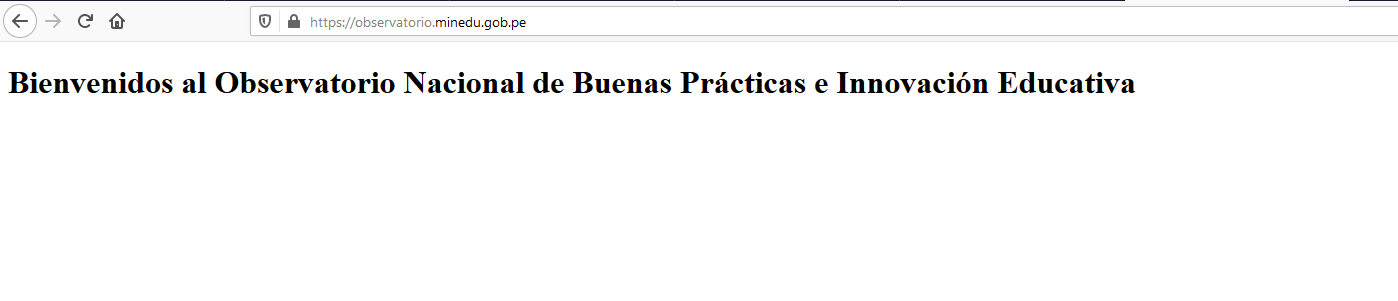 https://observatorio.minedu.gob.pe
Bienvenidos al Observatorio Nacional de Buenas Prácticas e Innovación Educativa